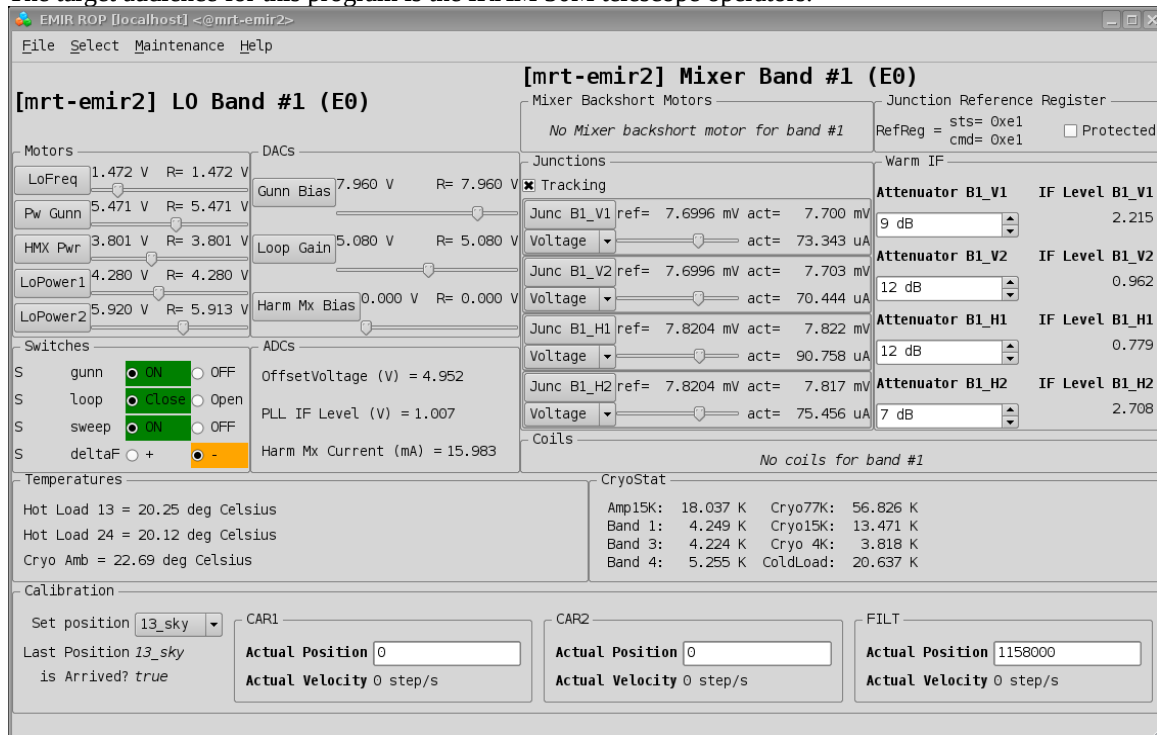 EMIR ROP [localhost] <@mrt-emir2>
File Select Maintenance Help
[mrt-emir2] LO Band #1 (E0)
Motors
LoFreq 1.472 V R= 1.472 V
Pw Gunn 5.471 V R= 5.471 V
HMX Pwr 3.801 V R= 3.801 V
LoPower1 4.280 V R= 4.280 V
LoPower2 5.920 V R= 5.913 V
DACs
Gunn Bias 7.960 V R= 7.960 V
Loop Gain 5.080 V R= 5.080 V
Harm Mx Bias 0.000 V R= 0.000 V
Switches
S gunn ON OFF
S loop Close Open
S sweep ON OFF
S deltaF + -
ADCs
OffsetVoltage (V) = 4.952
PLL IF Level (V) = 1.007
Harm Mx Current (mA) = 15.983
[mrt-emir2] Mixer Band #1 (E0)
Mixer Backshort Motors
No Mixer backshort motor for band #1
Junction Reference Register
RefReg = sts= 0xe1
cmd= 0xe1
Protected
Junctions
Tracking
Junc B1_V1 ref= 7.6996 mV act= 7.700 mV
Voltage act= 73.343 uA
Junc B1_V2 ref= 7.6996 mV act= 7.703 mV
Voltage act= 70.444 uA
Junc B1_H1 ref= 7.8204 mV act= 7.822 mV
Voltage act= 90.758 uA
Junc B1_H2 ref= 7.8204 mV act= 7.817 mV
Voltage act= 75.456 uA
Warm IF
Attenuator B1_V1 IF Level B1_V1
9 dB 2.215
Attenuator B1_V2 IF Level B1_V2
12 dB 0.962
Attenuator B1_H1 IF Level B1_H1
12 dB 0.779
Attenuator B1_H2 IF Level B1_H2
7 dB 2.708
Coils
No coils for band #1
Temperatures
Hot Load 13 = 20.25 deg Celsius
Hot Load 24 = 20.12 deg Celsius
Cryo Amb = 22.69 deg Celsius
CryoStat
Amp15K: 18.037 K Cryo77K: 56.826 K
Band 1: 4.249 K Cryo15K: 13.471 K
Band 3: 4.224 K Cryo 4K: 3.818 K
Band 4: 5.255 K ColdLoad: 20.637 K
Calibration
Set position 13_sky
Last Position 13_sky
is Arrived? true
CAR1
Actual Position 0
Actual Velocity 0 step/s
CAR2
Actual Position 0
Actual Velocity 0 step/s
FILT
Actual Position 1158000
Actual Velocity 0 step/s